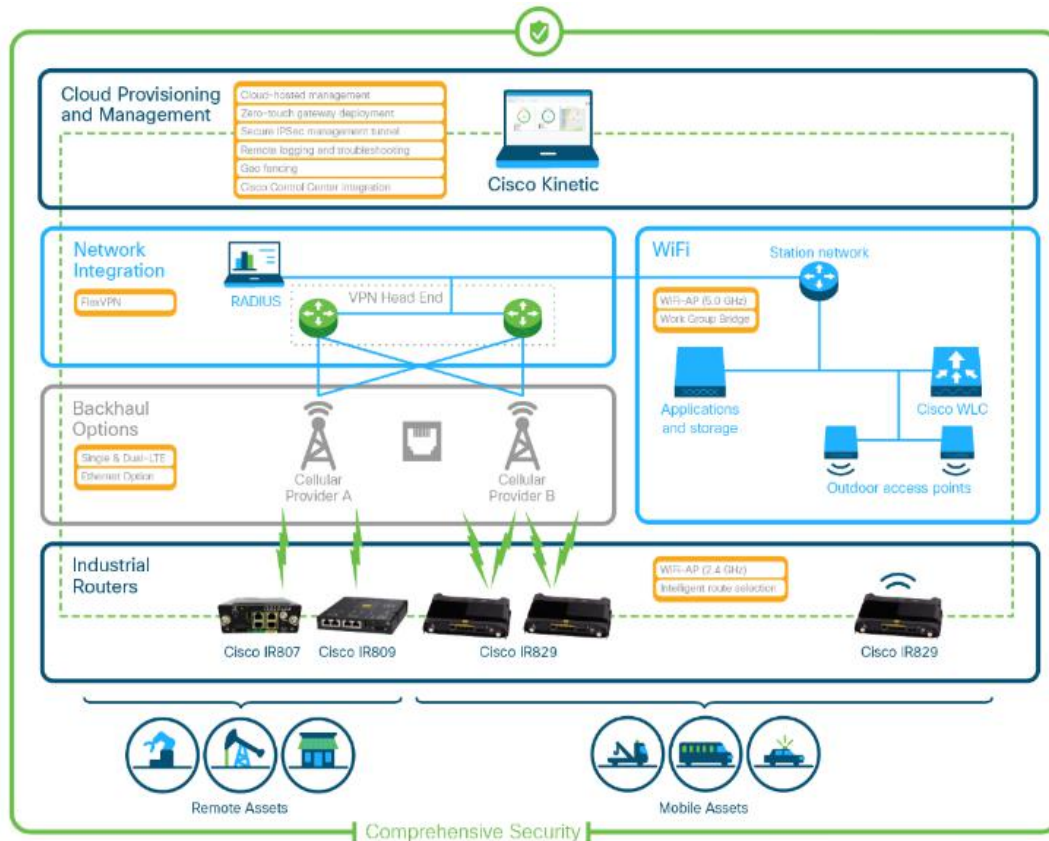 Cloud Provisioning
and Management
Cloud-hosted management
Zero-touch gateway deployment
Secure IPSec management tunnel
Remote logging and troubleshooting
Geo fencing
Cisco Control Center Integration
Cisco Kinetic
Network
Integration
FlexVPN
RADIUS
VPN Head End
WiFi
Station network
WiFi-AP (5.0 GHz)
Work Group Bridge
Applications
and storage
Cisco WLC
Outdoor access points
Backhaul
Options
Single & Dual-LTE
Ethernet Option
Cellular
Provider A
Cellular
Provider B
Industrial
Routers
WiFi-AP (2.4 GHz)
Intelligent route selection
Cisco IR807
Cisco IR809
Cisco IR829
Cisco IR829
Remote Assets
Mobile Assets
Comprehensive Security